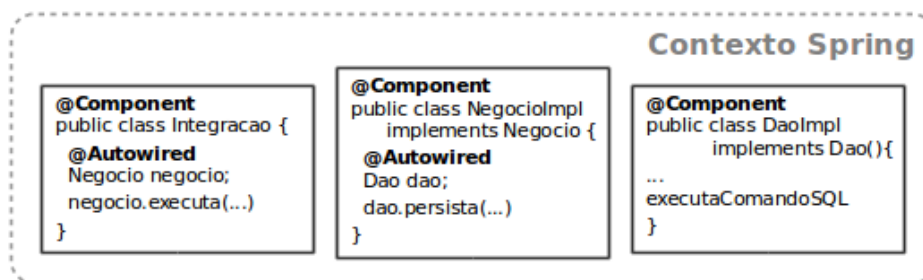 Contexto Spring
@Component
public class Integracao {
@Autowired
Negocio negocio;
negocio.executa(...)
}
@Component
public class NegocioImpl
implements Negocio {
@Autowired
Dao dao;
dao.persista(...)
}
@Component
public class DaoImpl
implements Dao(){
...
executaComandoSQL
}